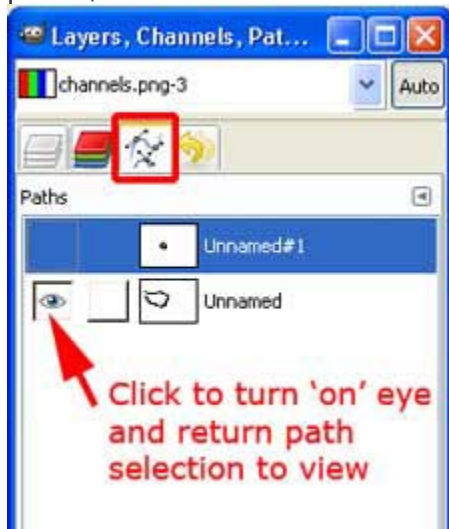 Layers, Channels, Pat...
channels.png-3
Auto
Paths
Unnamed#1
Unnamed
Click to turn ‘on’ eye
and return path
selection to view